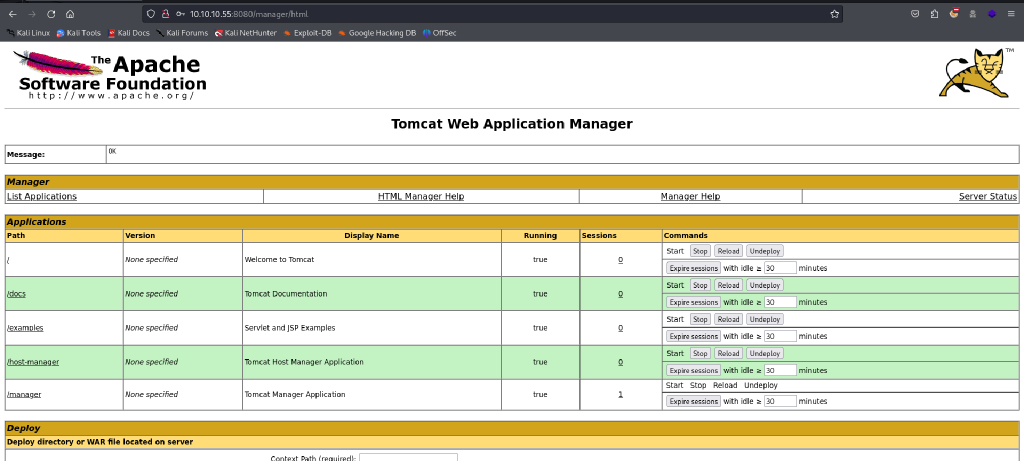 10.10.10.55:8080/manager/html
Kali Linux Kali Tools Kali Docs Kali Forums Kali NetHunter Exploit-DB Google Hacking DB OffSec
The Apache
Software Foundation
http://www.apache.org/
TM
Tomcat Web Application Manager
Message: OK
Manager
List Applications HTML Manager Help Manager Help Server Status
Applications
Path Version Display Name Running Sessions Commands
/ None specified Welcome to Tomcat true 0 Start Stop Reload Undeploy
Expire sessions with idle ≥ 30 minutes
/docs None specified Tomcat Documentation true 0 Start Stop Reload Undeploy
Expire sessions with idle ≥ 30 minutes
/examples None specified Servlet and JSP Examples true 0 Start Stop Reload Undeploy
Expire sessions with idle ≥ 30 minutes
/host-manager None specified Tomcat Host Manager Application true 0 Start Stop Reload Undeploy
Expire sessions with idle ≥ 30 minutes
/manager None specified Tomcat Manager Application true 1 Start Stop Reload Undeploy
Expire sessions with idle ≥ 30 minutes
Deploy
Deploy directory or WAR file located on server
Context Path (required):